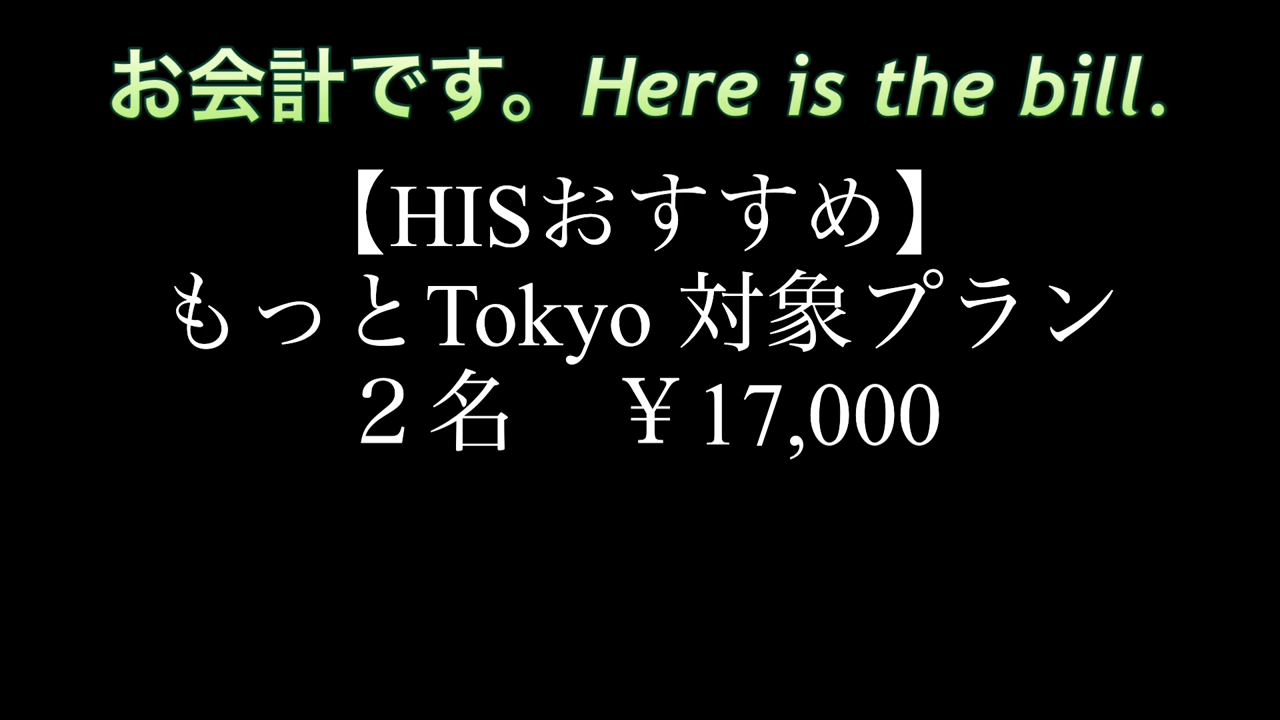 お会計です。Here is the bill.
【HISおすすめ】
もっとTokyo 対象プラン
２名　￥17,000